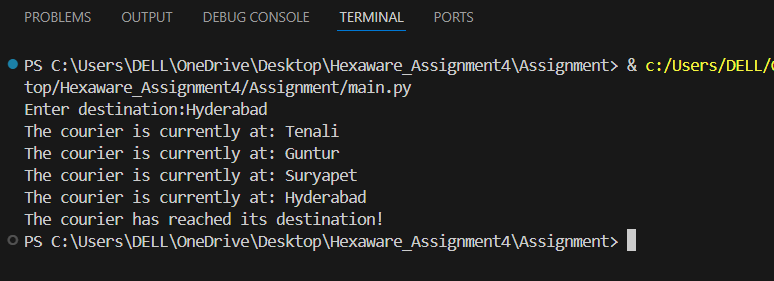 PROBLEMS OUTPUT DEBUG CONSOLE TERMINAL PORTS
PS C:\Users\DELL\OneDrive\Desktop\Hexaware_Assignment4\Assignment> & c:/Users/DELL/
top/Hexaware_Assignment4/Assignment/main.py
Enter destination:Hyderabad
The courier is currently at: Tenali
The courier is currently at: Guntur
The courier is currently at: Suryapet
The courier is currently at: Hyderabad
The courier has reached its destination!
PS C:\Users\DELL\OneDrive\Desktop\Hexaware_Assignment4\Assignment>